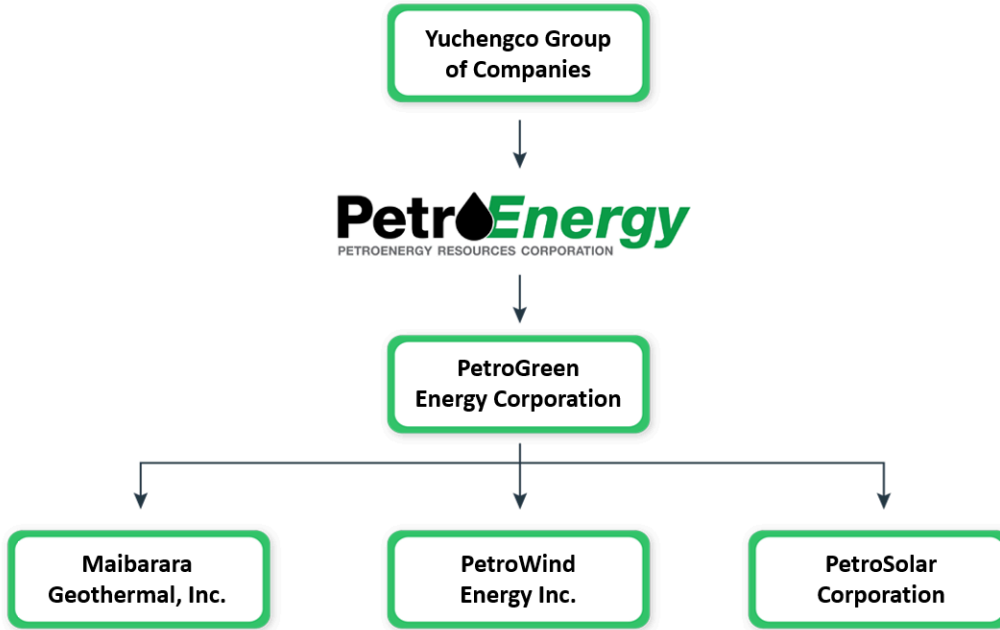 Yuchengco Group
of Companies
PetroEnergy
PETROENERGY RESOURCES CORPORATION
PetroGreen
Energy Corporation
Maibarara
Geothermal, Inc.
PetroWind
Energy Inc.
PetroSolar
Corporation